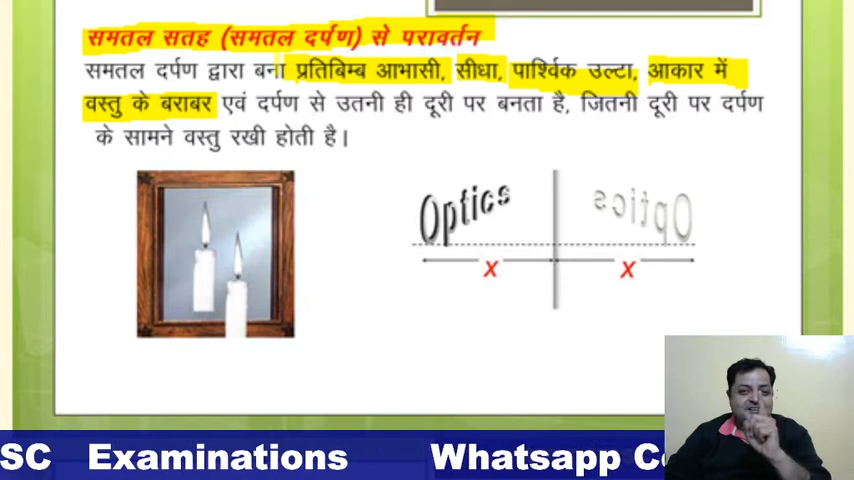 समतल सतह (समतल दर्पण) से परावर्तन
समतल दर्पण द्वारा बना प्रतिबिम्ब आभासी, सीधा, पार्श्विक उल्टा, आकार में
वस्तु के बराबर एवं दर्पण से उतनी ही दूरी पर बनता है, जितनी दूरी पर दर्पण
के सामने वस्तु रखी होती है।
Optics Optics
x x
SC Examinations Whatsapp